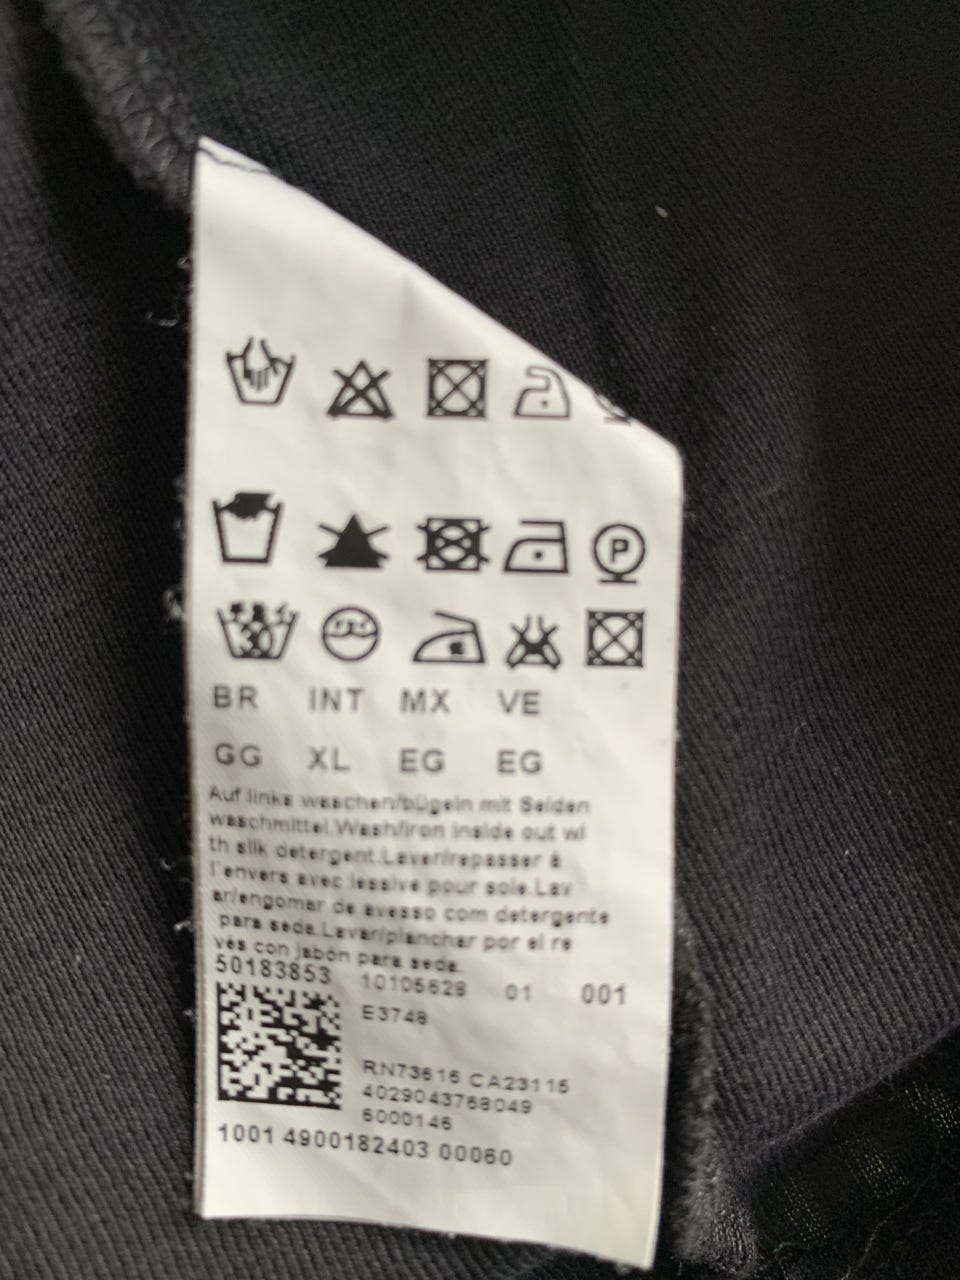 P
30
BR INT MX VE
GG XL EG EG
Auf links waschen/bügeln mit Seiden
waschmittel.Wash/iron inside out wi
th silk detergent.Laver/repasser à
l'envers avec lessive pour soie.Lav
ar/engomar de avesso com detergente
para seda.Lavar/planchar por el re
vés con jabón para seda.
50183853 10105628 01 001
E3748
RN73616 CA23115
4029043768049
6000146
1001 4900182403 00060